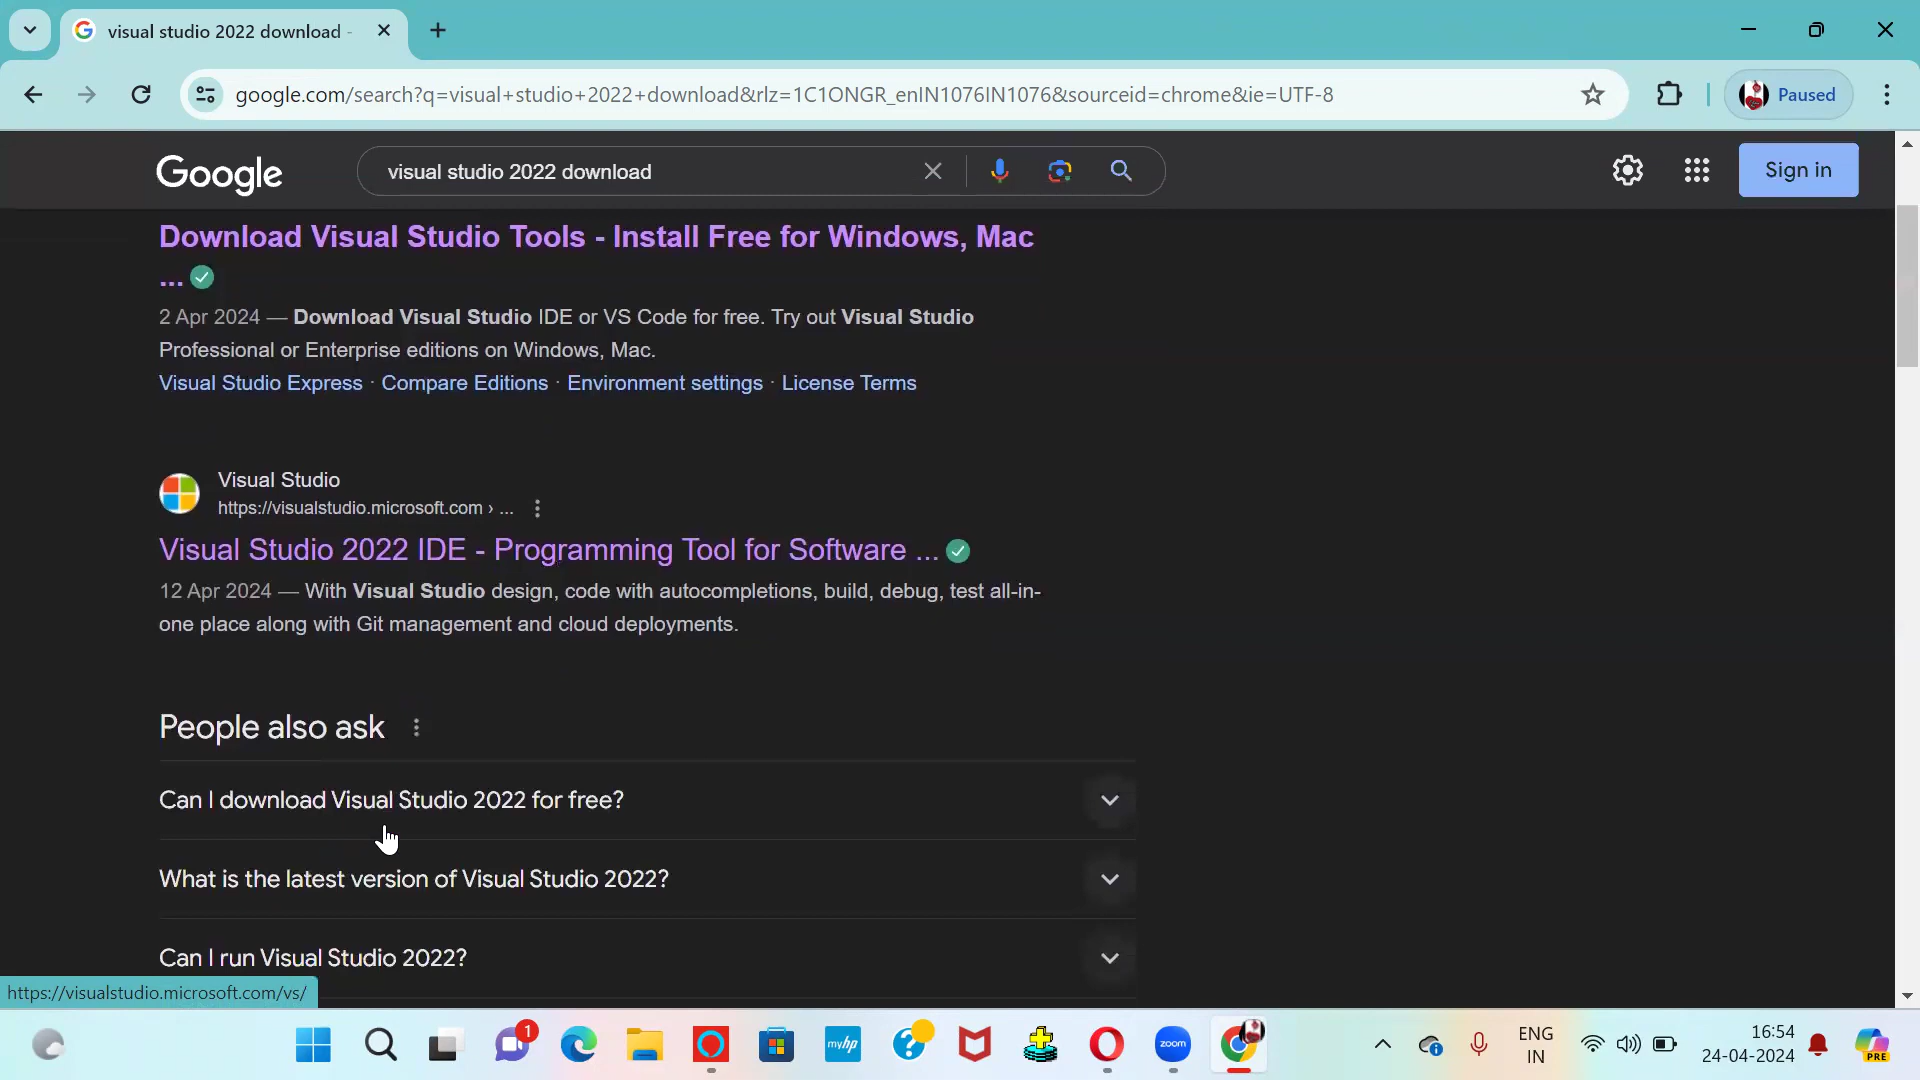 visual studio 2022 download -
google.com/search?q=visual+studio+2022+download&rlz=1C1ONGR_enIN1076IN1076&sourceid=chrome&ie=UTF-8
Paused
Google
visual studio 2022 download
Sign in
Download Visual Studio Tools - Install Free for Windows, Mac
...
2 Apr 2024 — Download Visual Studio IDE or VS Code for free. Try out Visual Studio
Professional or Enterprise editions on Windows, Mac.
Visual Studio Express · Compare Editions · Environment settings · License Terms
Visual Studio
https://visualstudio.microsoft.com › ...
Visual Studio 2022 IDE - Programming Tool for Software ...
12 Apr 2024 — With Visual Studio design, code with autocompletions, build, debug, test all-in-
one place along with Git management and cloud deployments.
People also ask
Can I download Visual Studio 2022 for free?
What is the latest version of Visual Studio 2022?
Can I run Visual Studio 2022?
https://visualstudio.microsoft.com/vs/
1
myhp
zoom
ENG
IN
16:54
24-04-2024
PRE